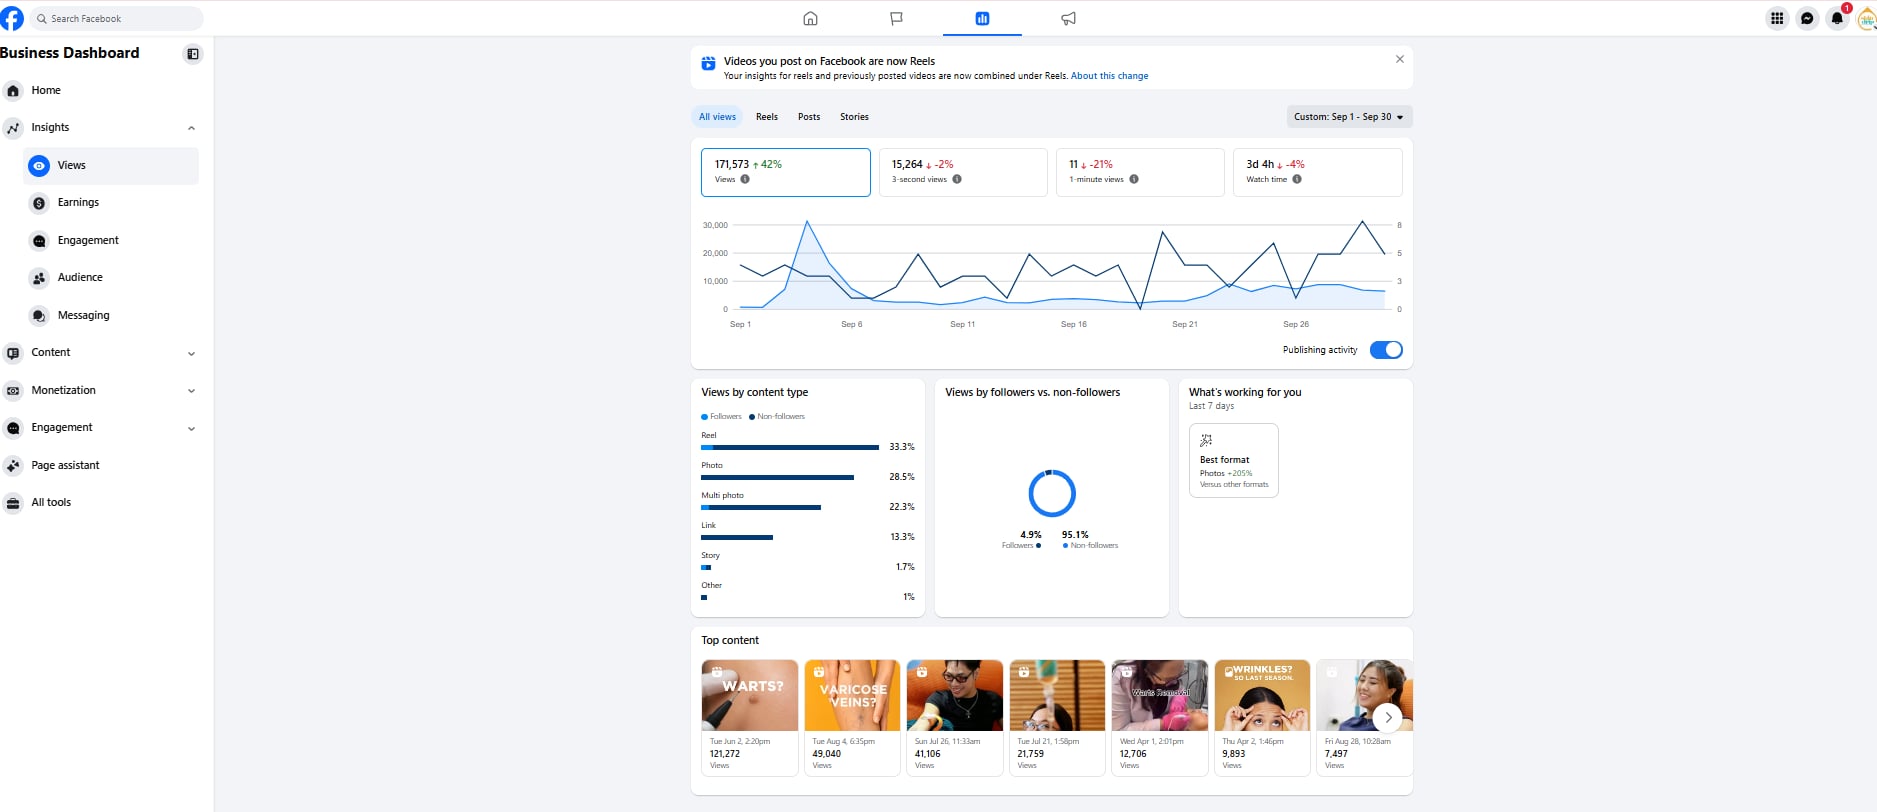 Search Facebook
1
Business Dashboard
Home
Insights
Views
Earnings
Engagement
Audience
Messaging
Content
Monetization
Engagement
Page assistant
All tools
Videos you post on Facebook are now Reels
Your insights for reels and previously posted videos are now combined under Reels. About this change
All views Reels Posts Stories
Custom: Sep 1 - Sep 30
171,573 ↑ 42%
Views
15,264 ↓ -2%
3-second views
11 ↓ -21%
1-minute views
3d 4h ↓ -4%
Watch time
30,000 8
20,000 5
10,000 3
0 0
Sep 1 Sep 6 Sep 11 Sep 16 Sep 21 Sep 26
Publishing activity
Views by content type
Followers Non-followers
Reel
33.3%
Photo
28.5%
Multi photo
22.3%
Link
13.3%
Story
1.7%
Other
1%
Views by followers vs. non-followers
4.9% 95.1%
Followers Non-followers
What's working for you
Last 7 days
Best format
Photos +205%
Versus other formats
Top content
WARTS?
Tue Jun 2, 2:20pm
121,272
Views
VARICOSE
VEINS?
Tue Aug 4, 6:35pm
49,040
Views
Sun Jul 26, 11:33am
41,106
Views
Tue Jul 21, 1:58pm
21,759
Views
Warts Removal
Wed Apr 1, 2:01pm
12,706
Views
WRINKLES?
SO LAST SEASON.
Thu Apr 2, 1:46pm
9,893
Views
Fri Aug 28, 10:28am
7,497
Views